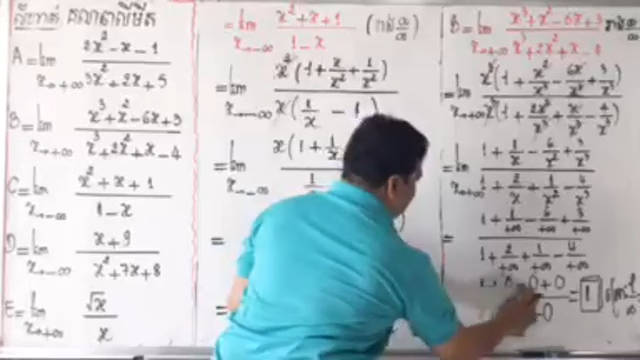 លំហាត់ គណនាលីមីត
A = lim x→+∞ (2x² - x - 1)/(3x² + 2x + 5)
B = lim x→+∞ (x³ + x² - 6x + 3)/(x³ + 2x² + x - 4)
C = lim x→-∞ (x² + x + 1)/(1 - x)
D = lim x→-∞ (x + 9)/(x² + 7x + 8)
E = lim x→+∞ √x/x
= lim x→-∞ (x² + x + 1)/(1 - x)
= lim x→-∞ x²(1 + x/x² + 1/x²)/x(1/x - 1)
= lim x→-∞ x(1 + 1/x
=
=
B = lim x→+∞ (x³ + x² - 6x + 3)/(x³ + 2x² + x - 4)
= lim x→+∞ x³(1 + x²/x³ - 6x/x³ + 3/x³)/x³(1 + 2x²/x³ + x/x³ - 4/x³)
= lim x→+∞ (1 + 1/x - 6/x² + 3/x³)/(1 + 2/x + 1/x² - 4/x³)
= (1 + 1/+∞ - 6/+∞ + 3/+∞)/(1 + 2/+∞ + 1/+∞ - 4/+∞)
0 + 0
- 0
= 1